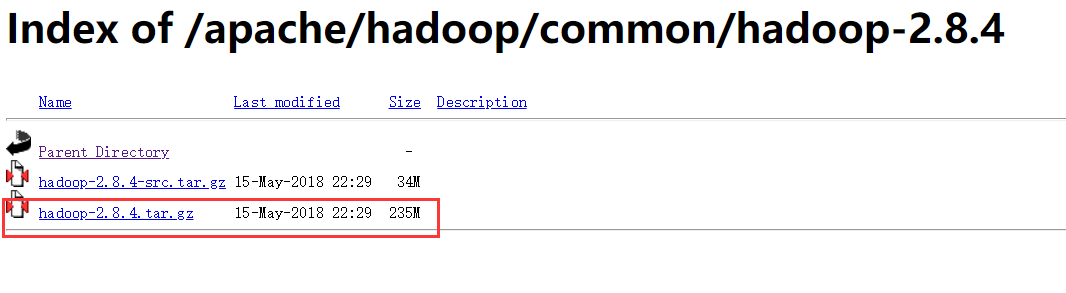 Index of /apache/hadoop/common/hadoop-2.8.4
Name Last modified Size Description
Parent Directory -
hadoop-2.8.4-src.tar.gz 15-May-2018 22:29 34M
hadoop-2.8.4.tar.gz 15-May-2018 22:29 235M